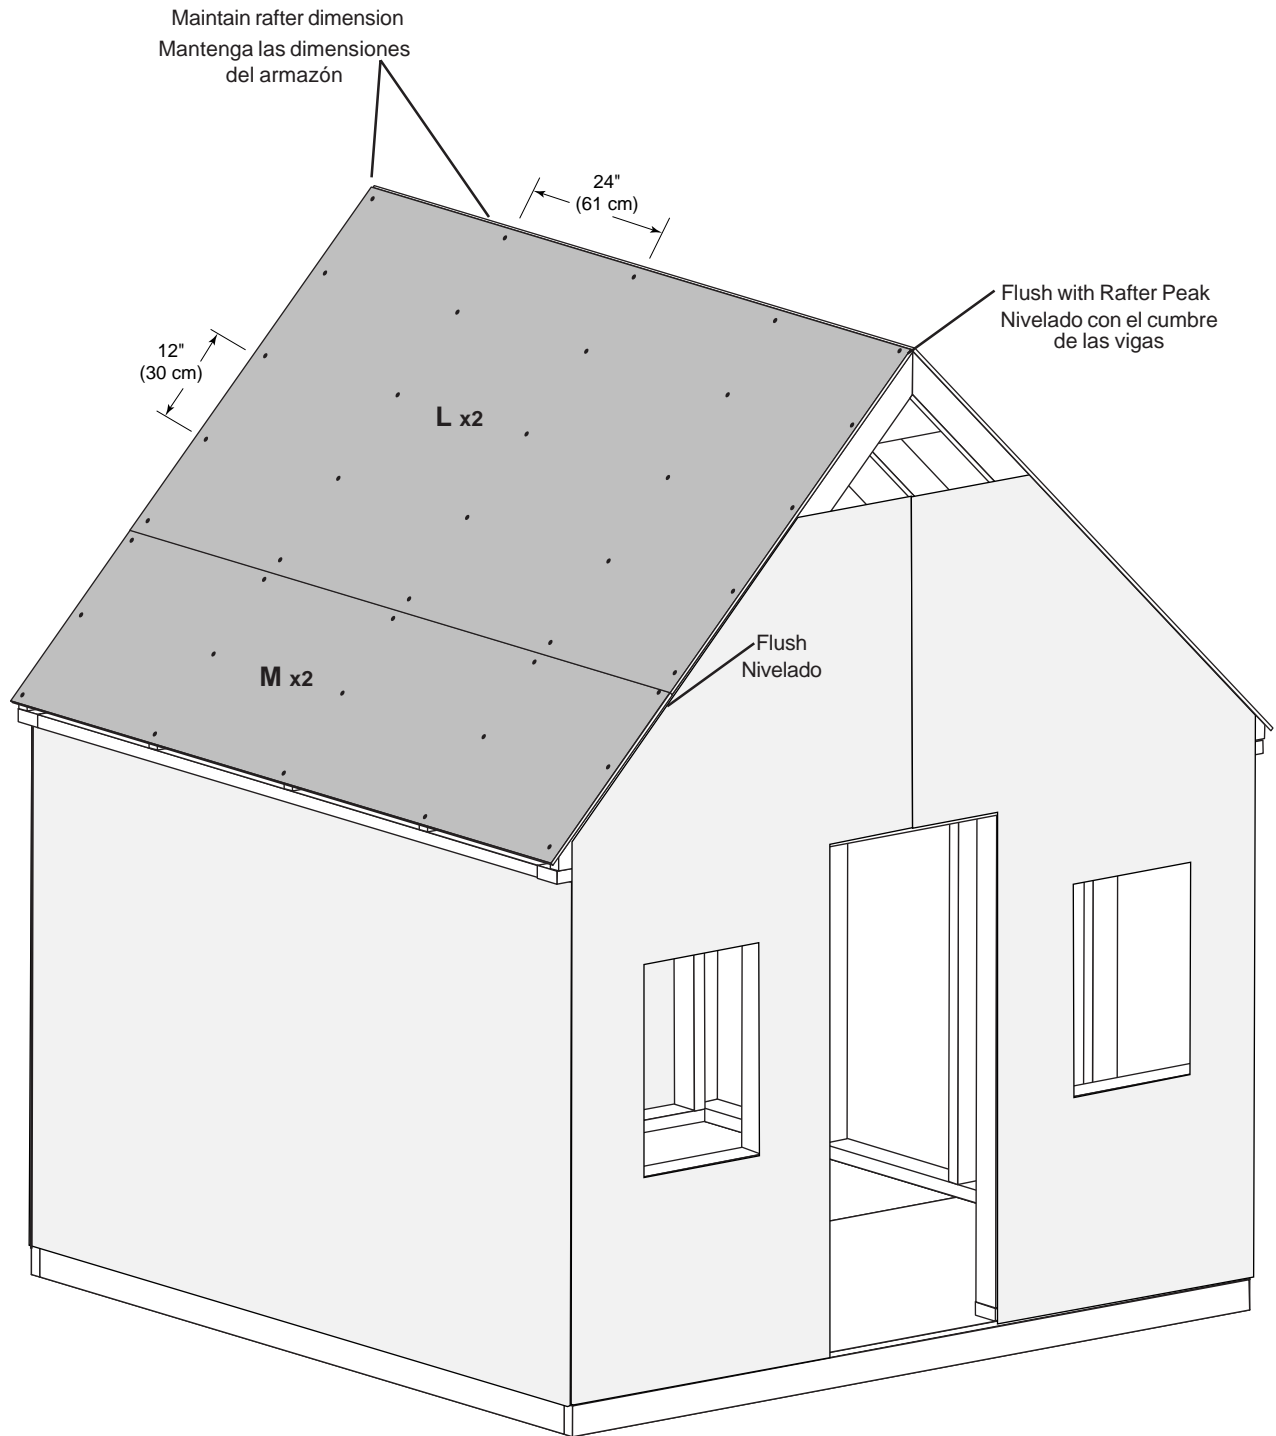 Maintain rafter dimension
Mantenga las dimensiones
del armazón
24"
(61 cm)
Flush with Rafter Peak
Nivelado con el cumbre
de las vigas
12"
(30 cm)
L x2
Flush
Nivelado
M x2